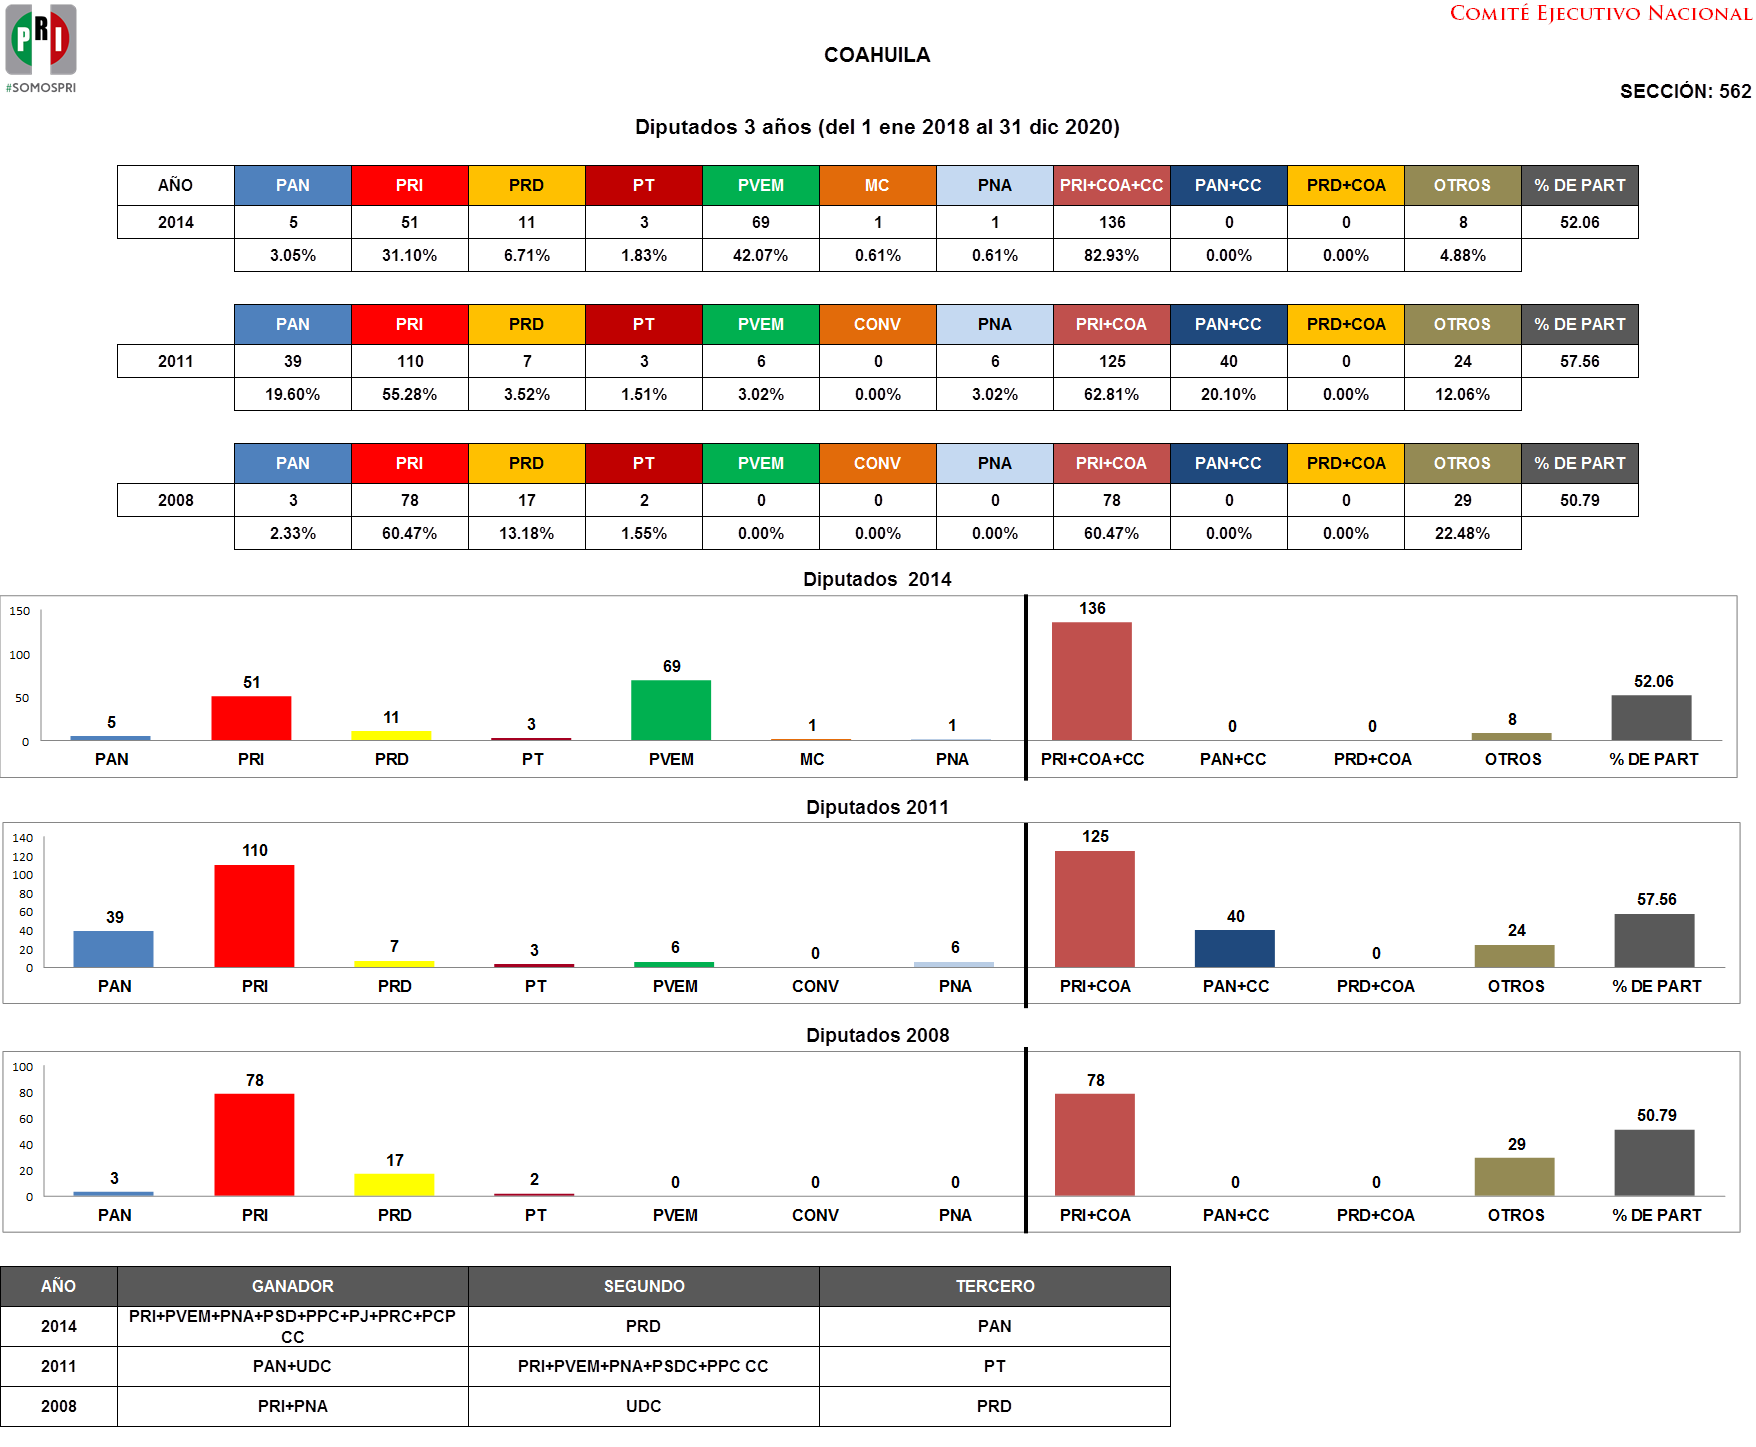 COMITÉ EJECUTIVO NACIONAL
PRI
#SOMOSPRI
COAHUILA
SECCIÓN: 562
Diputados 3 años (del 1 ene 2018 al 31 dic 2020)
AÑO PAN PRI PRD PT PVEM MC PNA PRI+COA+CC PAN+CC PRD+COA OTROS % DE PART
2014 5 51 11 3 69 1 1 136 0 0 8 52.06
3.05% 31.10% 6.71% 1.83% 42.07% 0.61% 0.61% 82.93% 0.00% 0.00% 4.88%
PAN PRI PRD PT PVEM CONV PNA PRI+COA PAN+CC PRD+COA OTROS % DE PART
2011 39 110 7 3 6 0 6 125 40 0 24 57.56
19.60% 55.28% 3.52% 1.51% 3.02% 0.00% 3.02% 62.81% 20.10% 0.00% 12.06%
PAN PRI PRD PT PVEM CONV PNA PRI+COA PAN+CC PRD+COA OTROS % DE PART
2008 3 78 17 2 0 0 0 78 0 0 29 50.79
2.33% 60.47% 13.18% 1.55% 0.00% 0.00% 0.00% 60.47% 0.00% 0.00% 22.48%
Diputados 2014
150
100
50
0
5 51 11 3 69 1 1 136 0 0 8 52.06
PAN PRI PRD PT PVEM MC PNA PRI+COA+CC PAN+CC PRD+COA OTROS % DE PART
Diputados 2011
140
120
100
80
60
40
20
0
39 110 7 3 6 0 6 125 40 0 24 57.56
PAN PRI PRD PT PVEM CONV PNA PRI+COA PAN+CC PRD+COA OTROS % DE PART
Diputados 2008
100
80
60
40
20
0
3 78 17 2 0 0 0 78 0 0 29 50.79
PAN PRI PRD PT PVEM CONV PNA PRI+COA PAN+CC PRD+COA OTROS % DE PART
AÑO GANADOR SEGUNDO TERCERO
2014 PRI+PVEM+PNA+PSD+PPC+PJ+PRC+PCP CC PRD PAN
2011 PAN+UDC PRI+PVEM+PNA+PSDC+PPC CC PT
2008 PRI+PNA UDC PRD